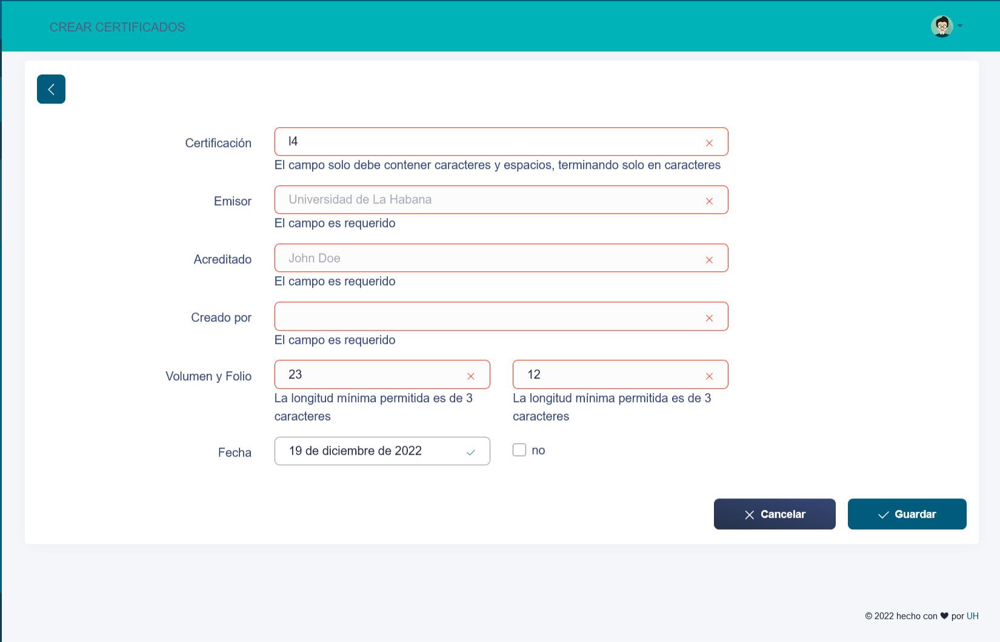 CREAR CERTIFICADOS
Certificación
l4
El campo solo debe contener caracteres y espacios, terminando solo en caracteres
Emisor
Universidad de La Habana
El campo es requerido
Acreditado
John Doe
El campo es requerido
Creado por
El campo es requerido
Volumen y Folio
23
12
La longitud mínima permitida es de 3
caracteres
La longitud mínima permitida es de 3
caracteres
Fecha
19 de diciembre de 2022
no
Cancelar
Guardar
© 2022 hecho con ♥ por UH